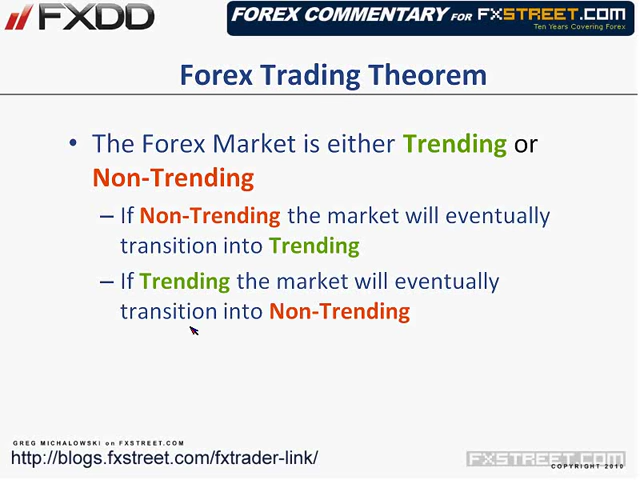 FXDD
FOREX COMMENTARY FOR FXSTREET.COM
Ten Years Covering Forex
Forex Trading Theorem
• The Forex Market is either Trending or
Non-Trending
– If Non-Trending the market will eventually
transition into Trending
– If Trending the market will eventually
transition into Non-Trending
GREG MICHALOWSKI on FXSTREET.COM
http://blogs.fxstreet.com/fxtrader-link/
FXSTREET.COM
COPYRIGHT 2010